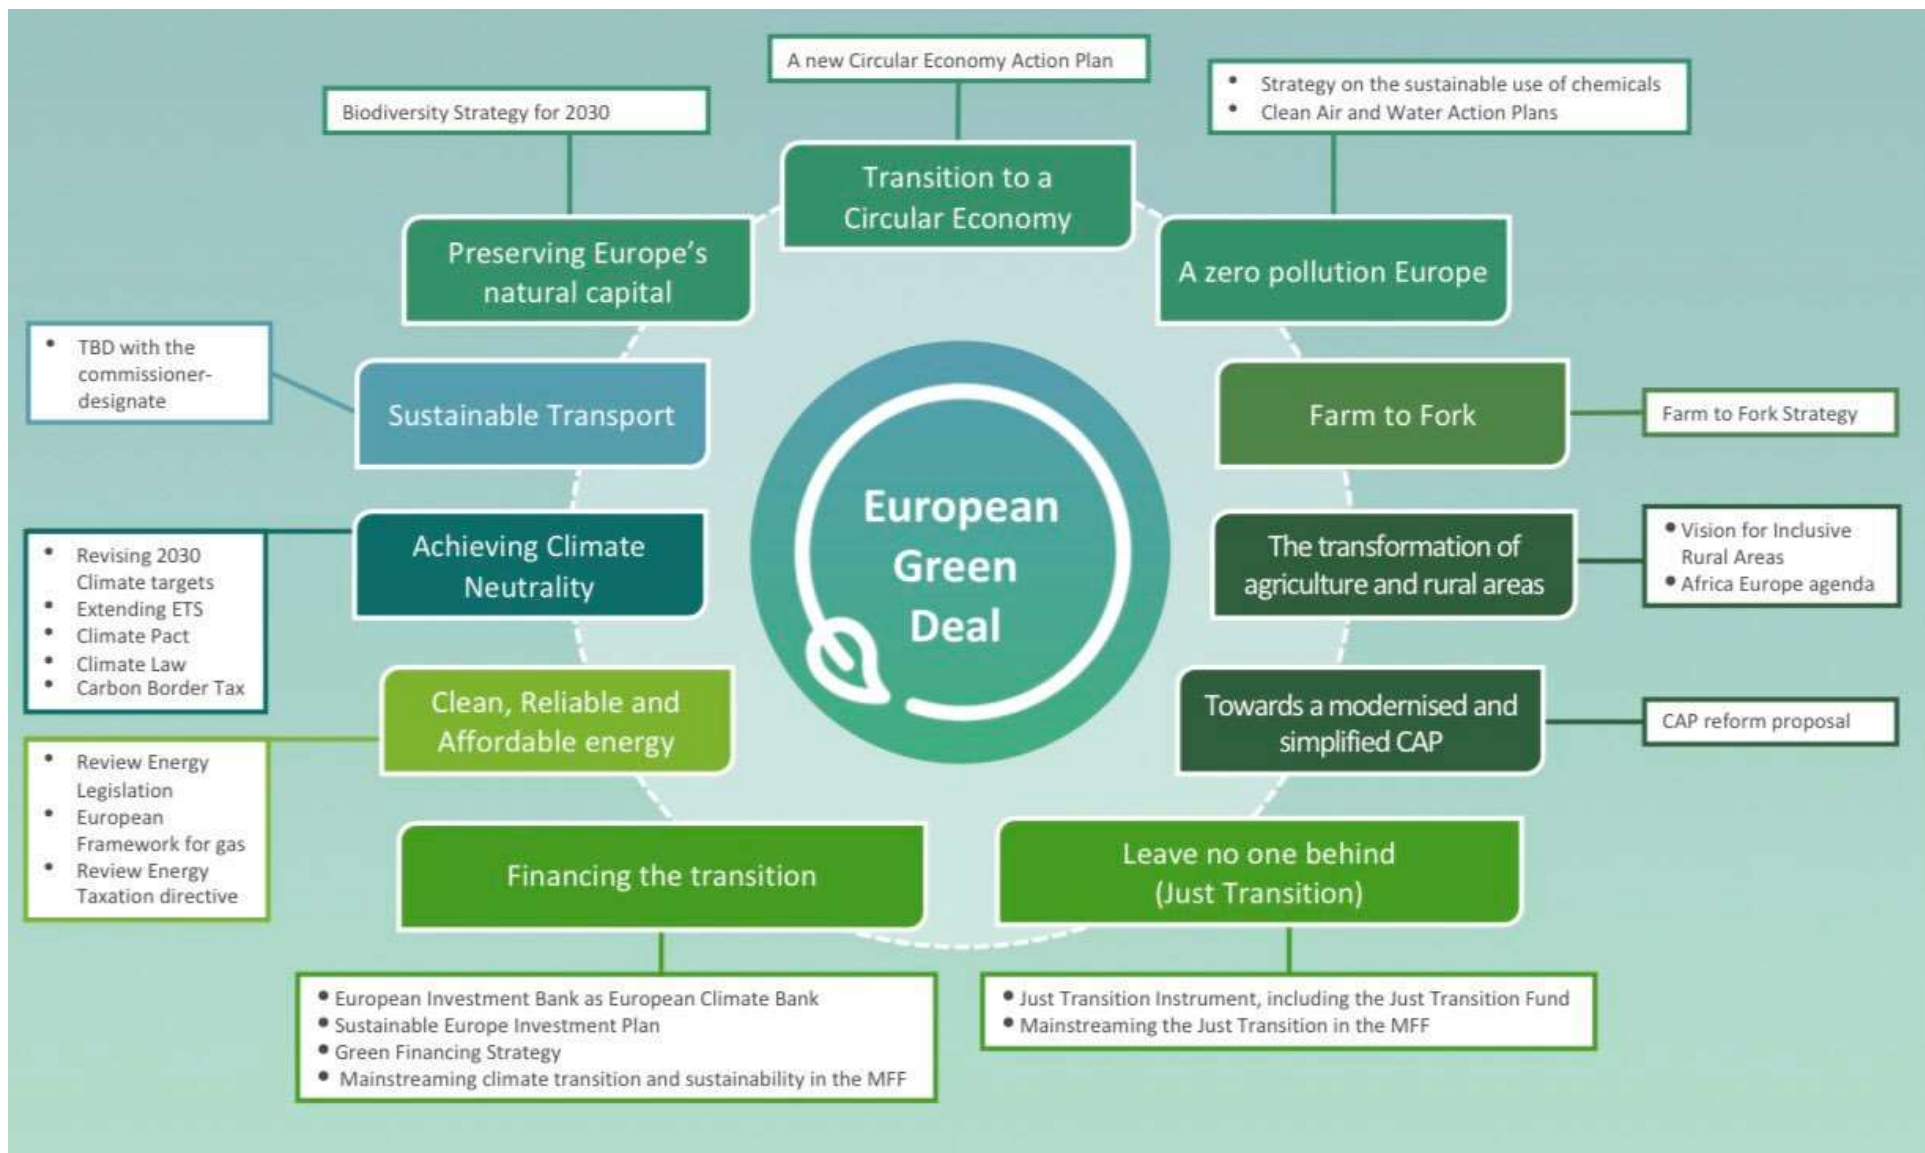 A new Circular Economy Action Plan
Biodiversity Strategy for 2030
• Strategy on the sustainable use of chemicals
• Clean Air and Water Action Plans
Transition to a
Circular Economy
Preserving Europe's
natural capital
A zero pollution Europe
• TBD with the
commissioner-
designate
Sustainable Transport
Farm to Fork
Farm to Fork Strategy
European
Green
Deal
• Revising 2030
Climate targets
• Extending ETS
• Climate Pact
• Climate Law
• Carbon Border Tax
Achieving Climate
Neutrality
The transformation of
agriculture and rural areas
• Vision for Inclusive
Rural Areas
• Africa Europe agenda
Clean, Reliable and
Affordable energy
Towards a modernised and
simplified CAP
CAP reform proposal
• Review Energy
Legislation
• European
Framework for gas
• Review Energy
Taxation directive
Financing the transition
Leave no one behind
(Just Transition)
• European Investment Bank as European Climate Bank
• Sustainable Europe Investment Plan
• Green Financing Strategy
• Mainstreaming climate transition and sustainability in the MFF
• Just Transition Instrument, including the Just Transition Fund
• Mainstreaming the Just Transition in the MFF